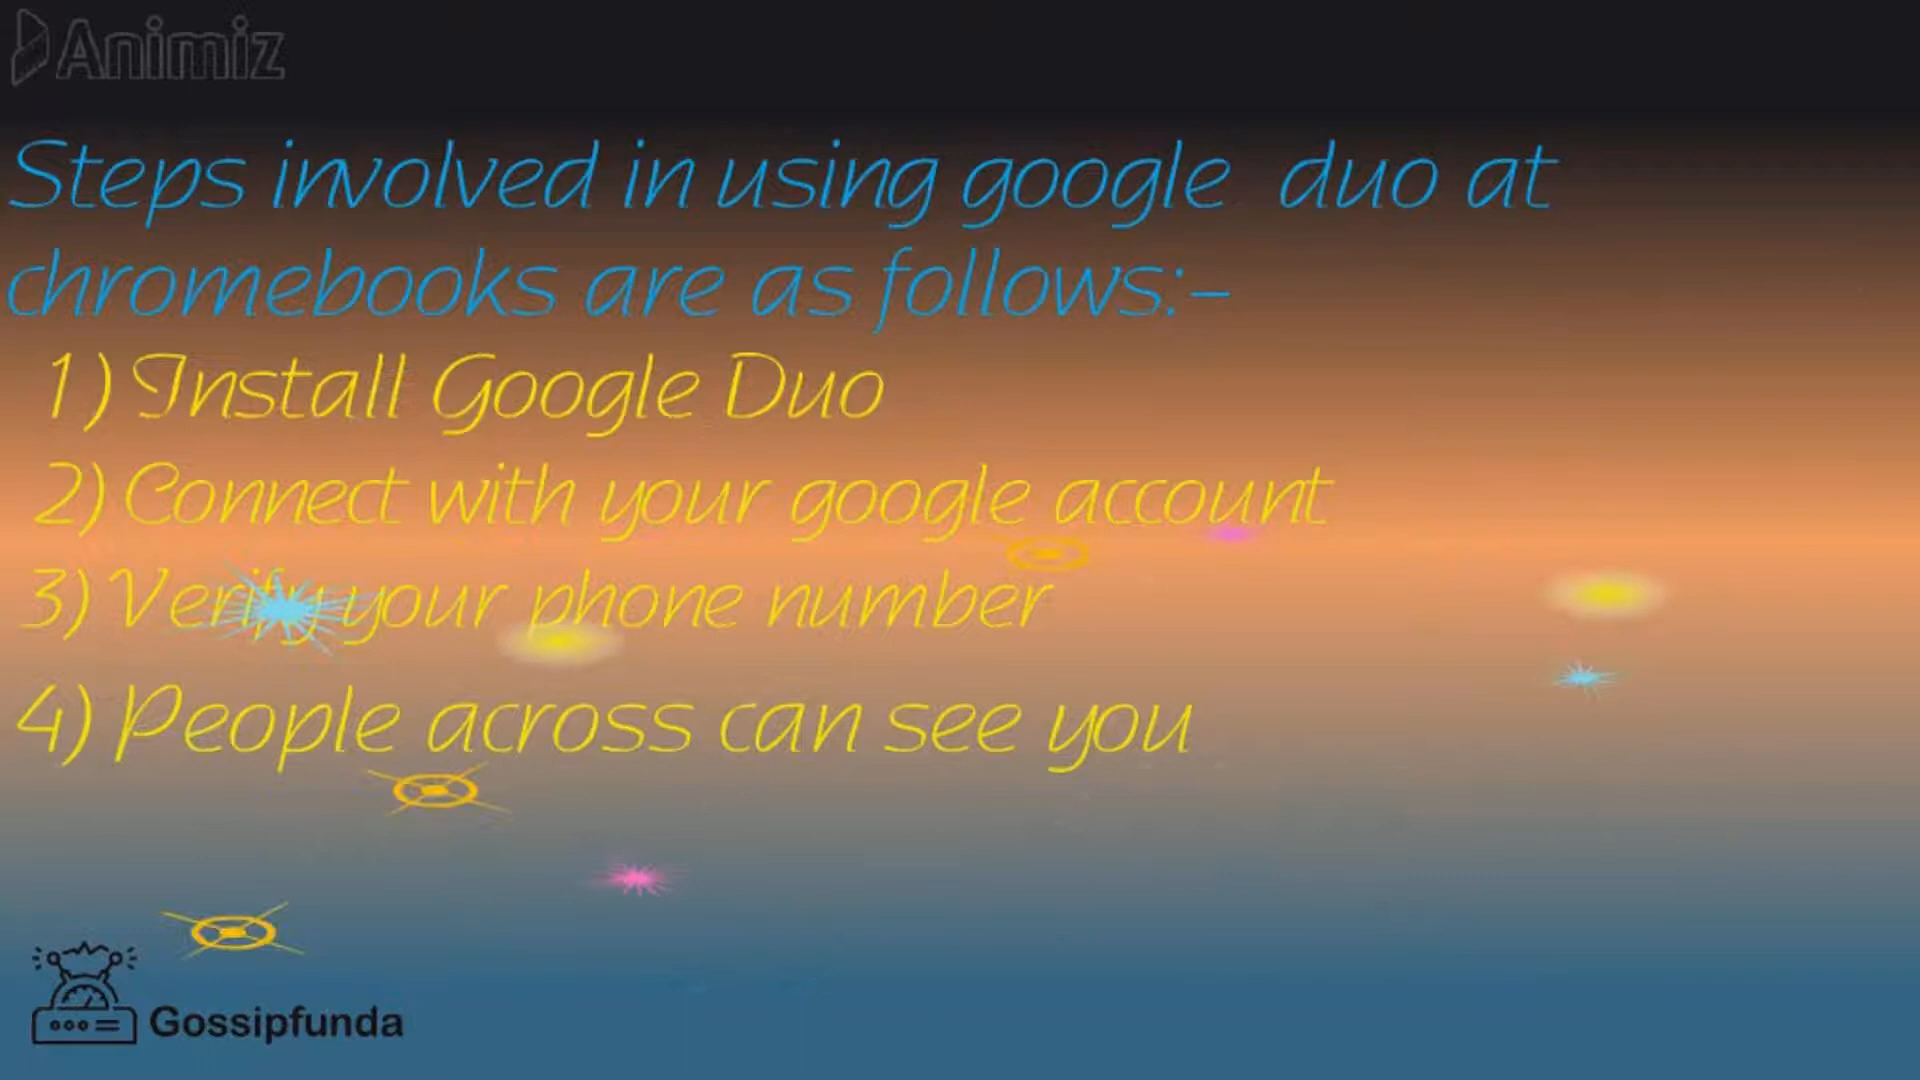 Animiz
Steps involved in using google duo at
chromebooks are as follows:-
1) Install Google Duo
2) Connect with your google account
3) Verify your phone number
4) People across can see you
Gossipfunda